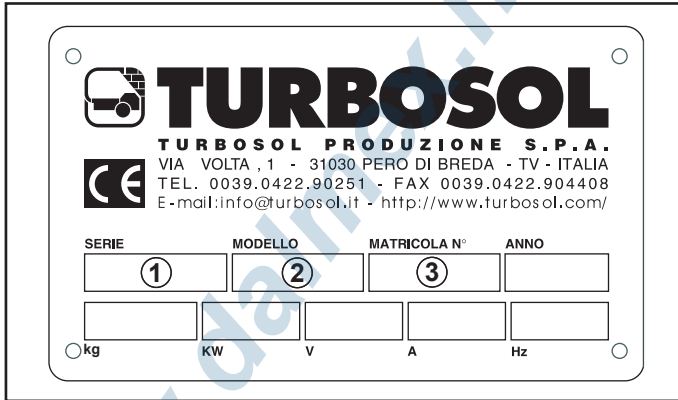 TURBOSOL
TURBOSOL PRODUZIONE S.P.A.
VIA VOLTA , 1 - 31030 PERO DI BREDA - TV - ITALIA
CE TEL. 0039.0422.90251 - FAX 0039.0422.904408
E-mail:info@turbosol.it - http://www.turbosol.com/
SERIE MODELLO MATRICOLA N° ANNO
1 2 3
kg KW V A Hz